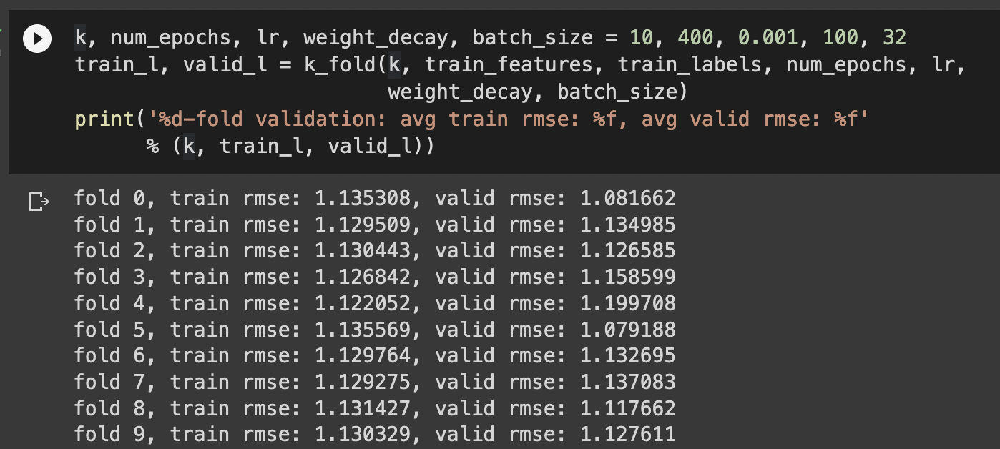 k, num_epochs, lr, weight_decay, batch_size = 10, 400, 0.001, 100, 32
train_l, valid_l = k_fold(k, train_features, train_labels, num_epochs, lr,
weight_decay, batch_size)
print('%d-fold validation: avg train rmse: %f, avg valid rmse: %f'
% (k, train_l, valid_l))
fold 0, train rmse: 1.135308, valid rmse: 1.081662
fold 1, train rmse: 1.129509, valid rmse: 1.134985
fold 2, train rmse: 1.130443, valid rmse: 1.126585
fold 3, train rmse: 1.126842, valid rmse: 1.158599
fold 4, train rmse: 1.122052, valid rmse: 1.199708
fold 5, train rmse: 1.135569, valid rmse: 1.079188
fold 6, train rmse: 1.129764, valid rmse: 1.132695
fold 7, train rmse: 1.129275, valid rmse: 1.137083
fold 8, train rmse: 1.131427, valid rmse: 1.117662
fold 9, train rmse: 1.130329, valid rmse: 1.127611